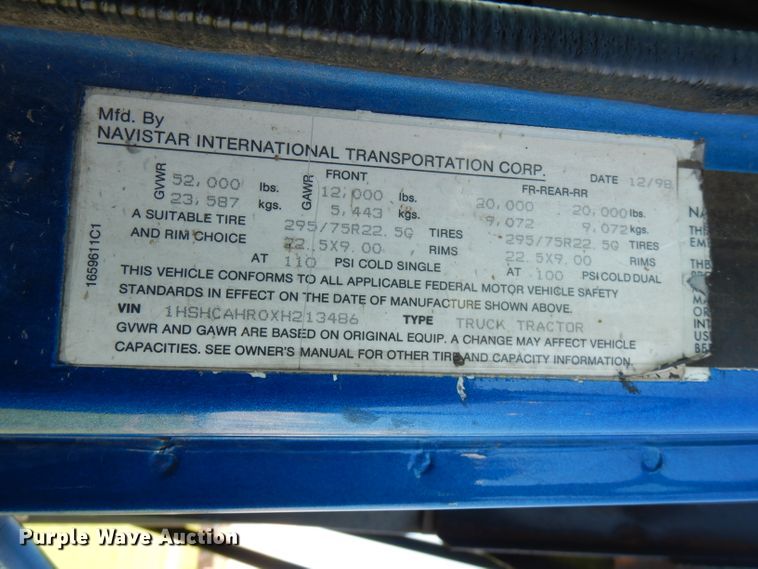 Mfd. By
NAVISTAR INTERNATIONAL TRANSPORTATION CORP.
FRONT FR-REAR-RR DATE 12/98
GVWR 52,000 lbs. GAWR 12,000 lbs. 20,000 20,000 lbs.
23,587 kgs. 5,443 kgs. 9,072 9,072 kgs.
A SUITABLE TIRE 295/75R22.5G TIRES 295/75R22.5G TIRES
AND RIM CHOICE 22.5X9.00 RIMS 22.5X9.00 RIMS
AT 110 PSI COLD SINGLE AT 100 PSI COLD DUAL
THIS VEHICLE CONFORMS TO ALL APPLICABLE FEDERAL MOTOR VEHICLE SAFETY
STANDARDS IN EFFECT ON THE DATE OF MANUFACTURE SHOWN ABOVE.
VIN 1HSHCAHR0XH213486 TYPE TRUCK TRACTOR
GVWR AND GAWR ARE BASED ON ORIGINAL EQUIP. A CHANGE MAY AFFECT VEHICLE
CAPACITIES. SEE OWNER'S MANUAL FOR OTHER TIRE AND CAPACITY INFORMATION.
1659611C1
Purple Wave Auction